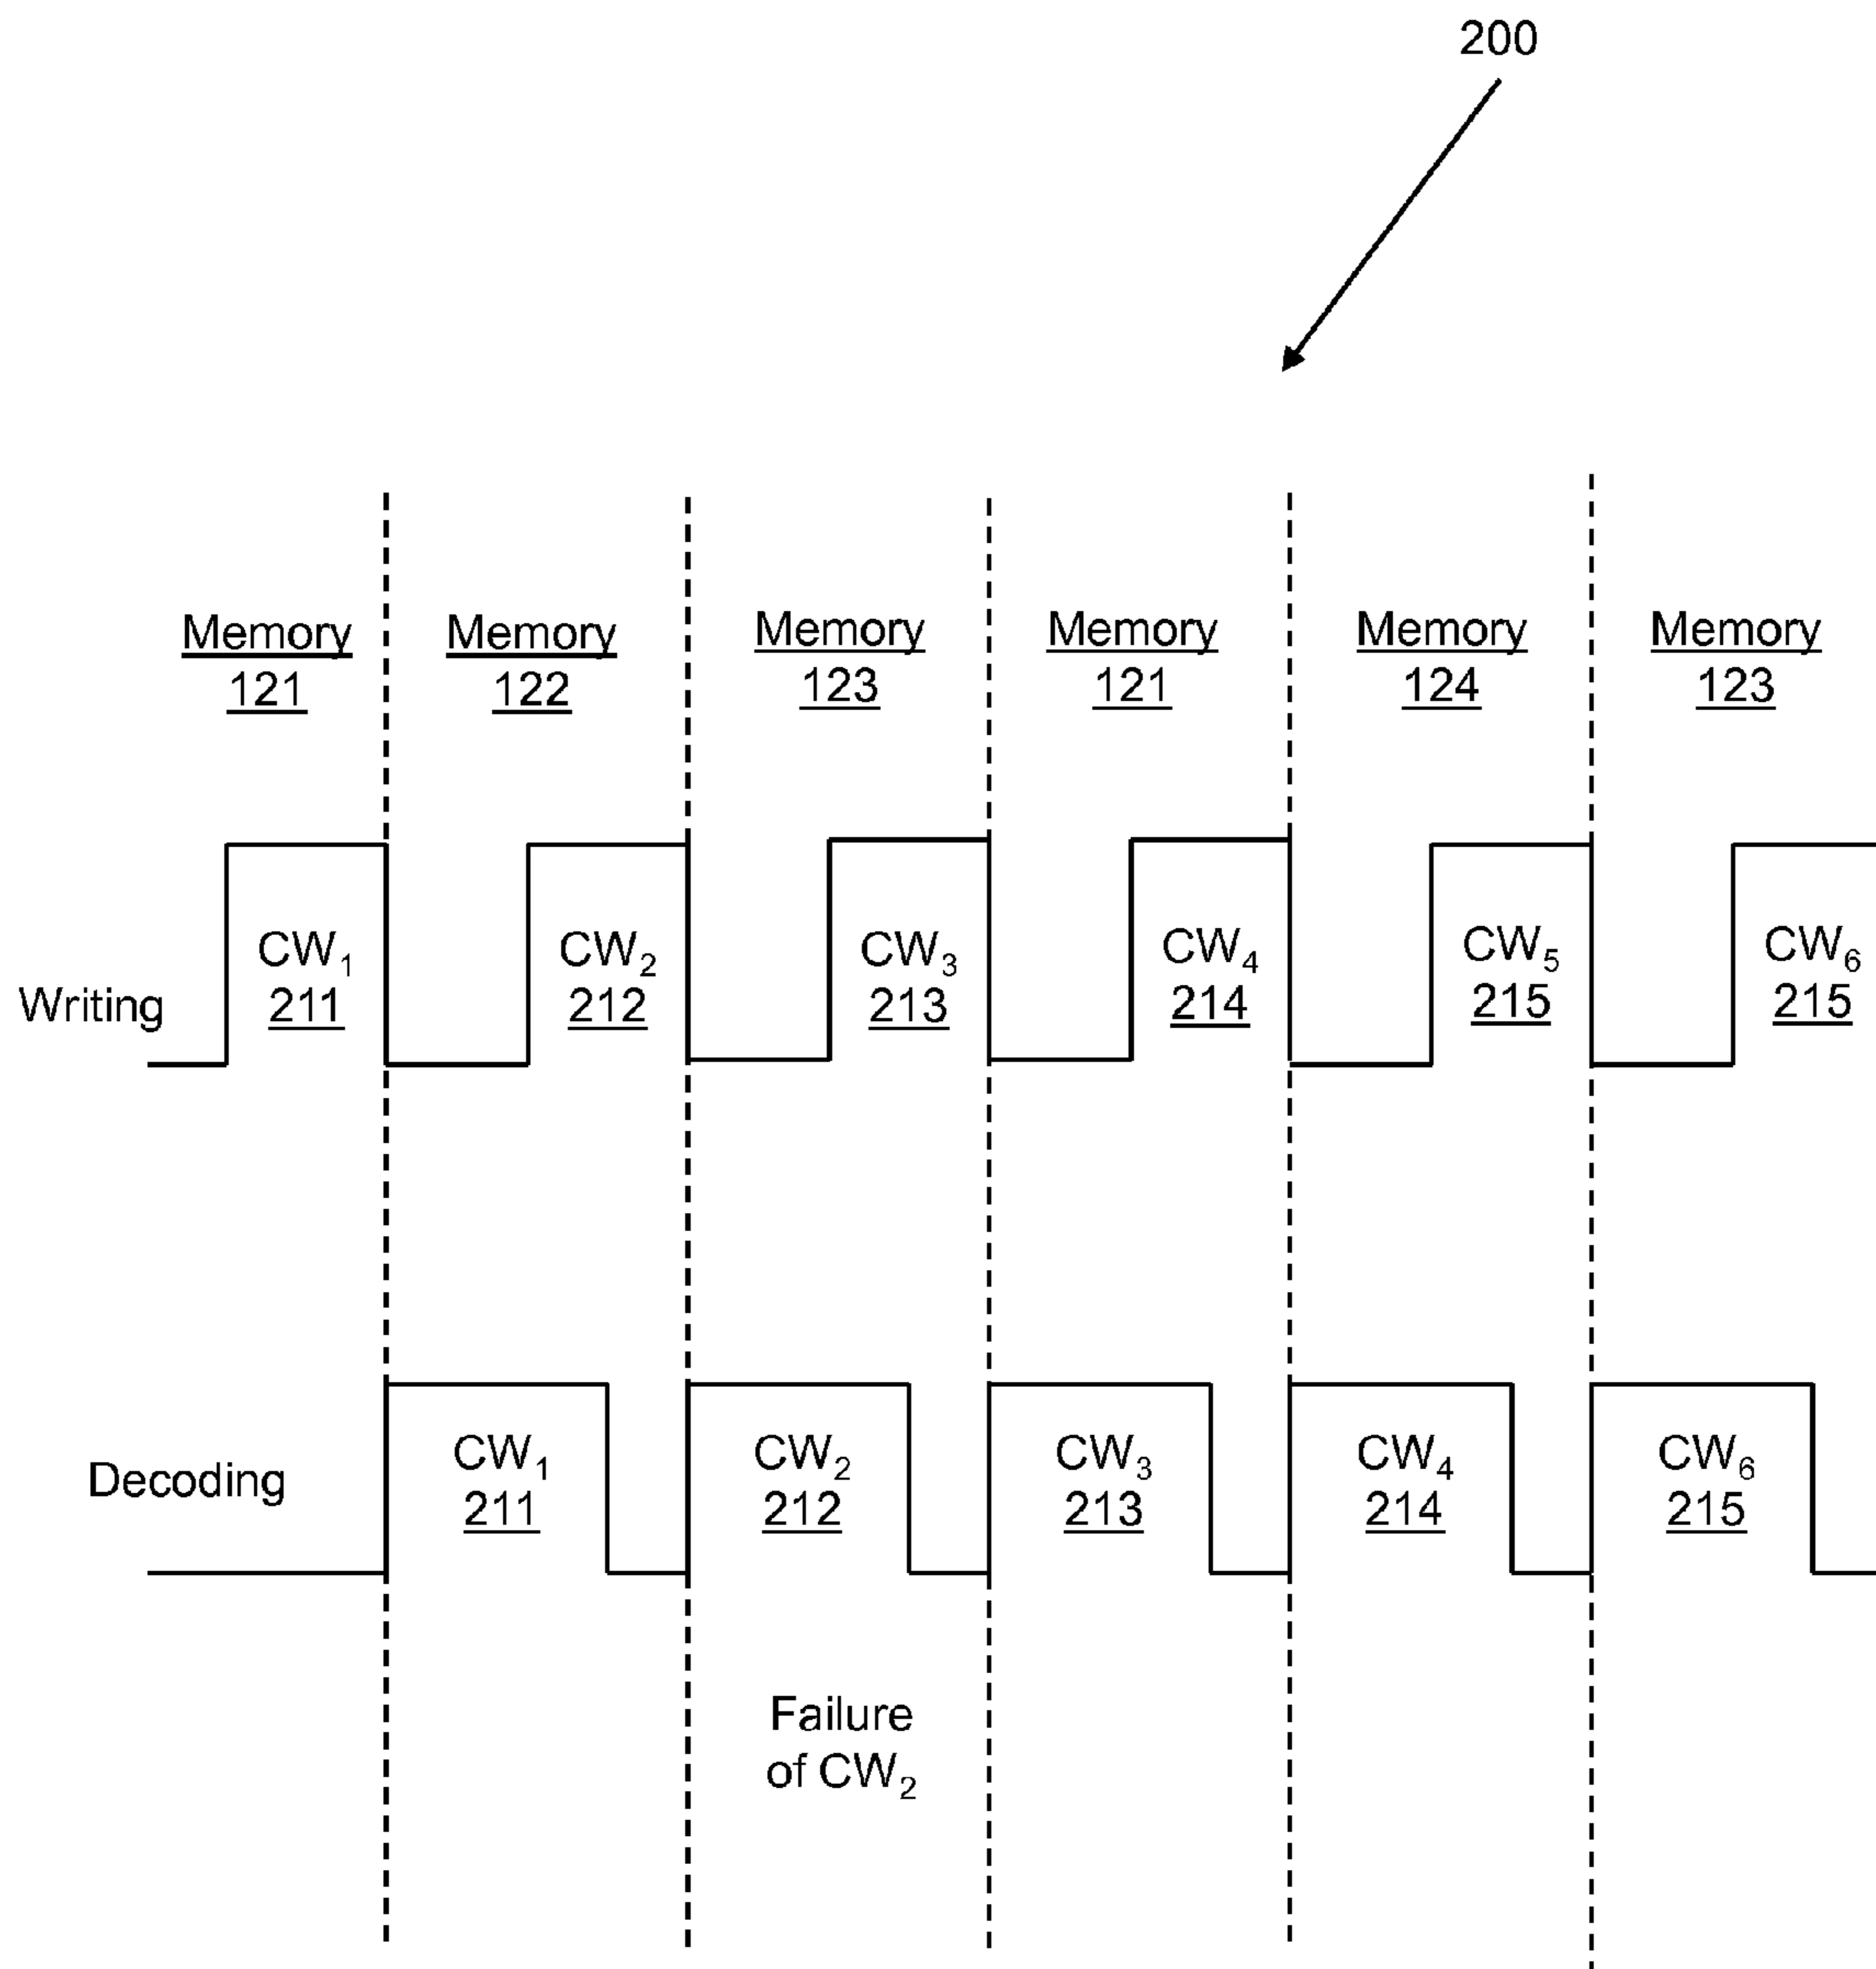 200
Memory
121
Memory
122
Memory
123
Memory
121
Memory
124
Memory
123
Writing
CW₁
211
CW₂
212
CW₃
213
CW₄
214
CW₅
215
CW₆
215
Decoding
CW₁
211
CW₂
212
CW₃
213
CW₄
214
CW₆
215
Failure
of CW₂